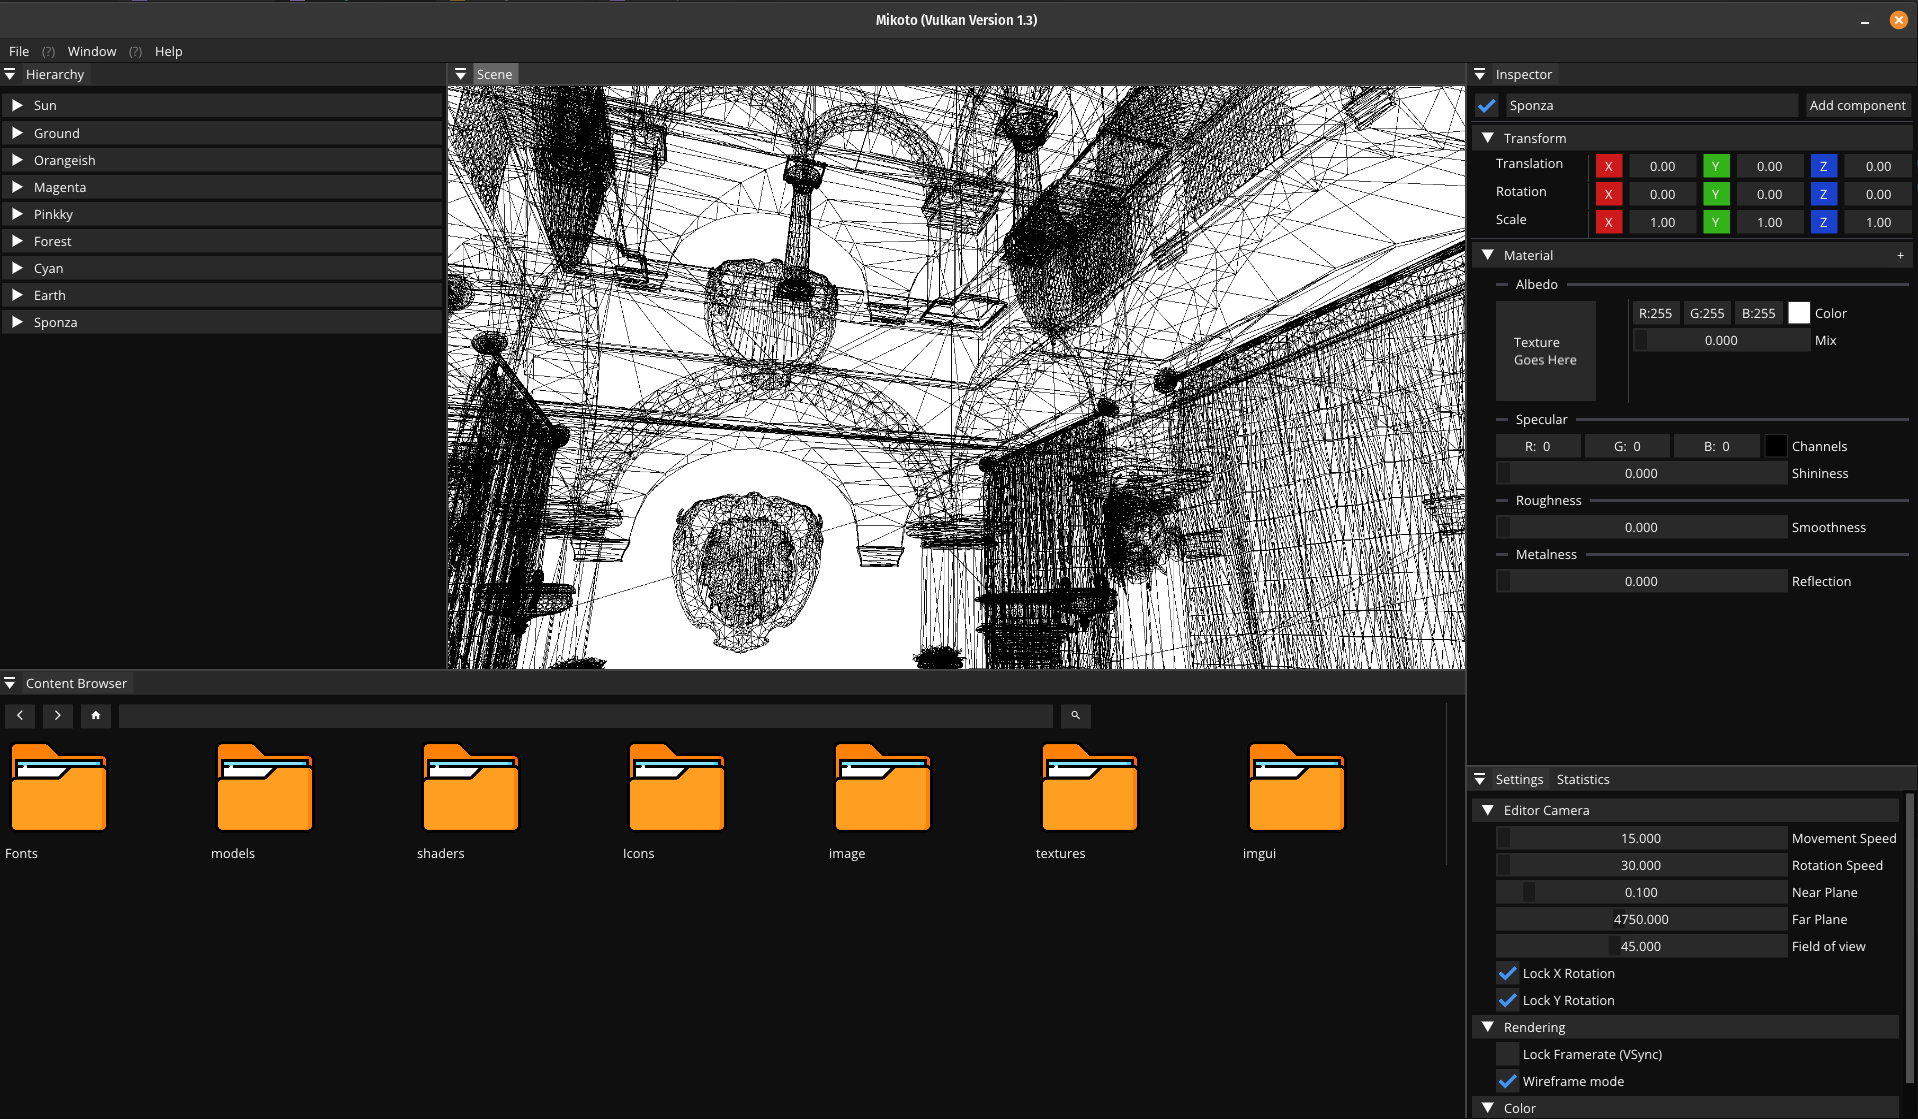 Mikoto (Vulkan Version 1.3)
File (?) Window (?) Help
Hierarchy
Sun
Ground
Orangeish
Magenta
Pinkky
Forest
Cyan
Earth
Sponza
Scene
Inspector
Sponza Add component
Transform
Translation X 0.00 Y 0.00 Z 0.00
Rotation X 0.00 Y 0.00 Z 0.00
Scale X 1.00 Y 1.00 Z 1.00
Material +
Albedo
Texture
Goes Here
R:255 G:255 B:255 Color
0.000 Mix
Specular
R: 0 G: 0 B: 0 Channels
0.000 Shininess
Roughness
0.000 Smoothness
Metalness
0.000 Reflection
Content Browser
Fonts models shaders Icons image textures imgui
Settings Statistics
Editor Camera
15.000 Movement Speed
30.000 Rotation Speed
0.100 Near Plane
4750.000 Far Plane
45.000 Field of view
Lock X Rotation
Lock Y Rotation
Rendering
Lock Framerate (VSync)
Wireframe mode
Color